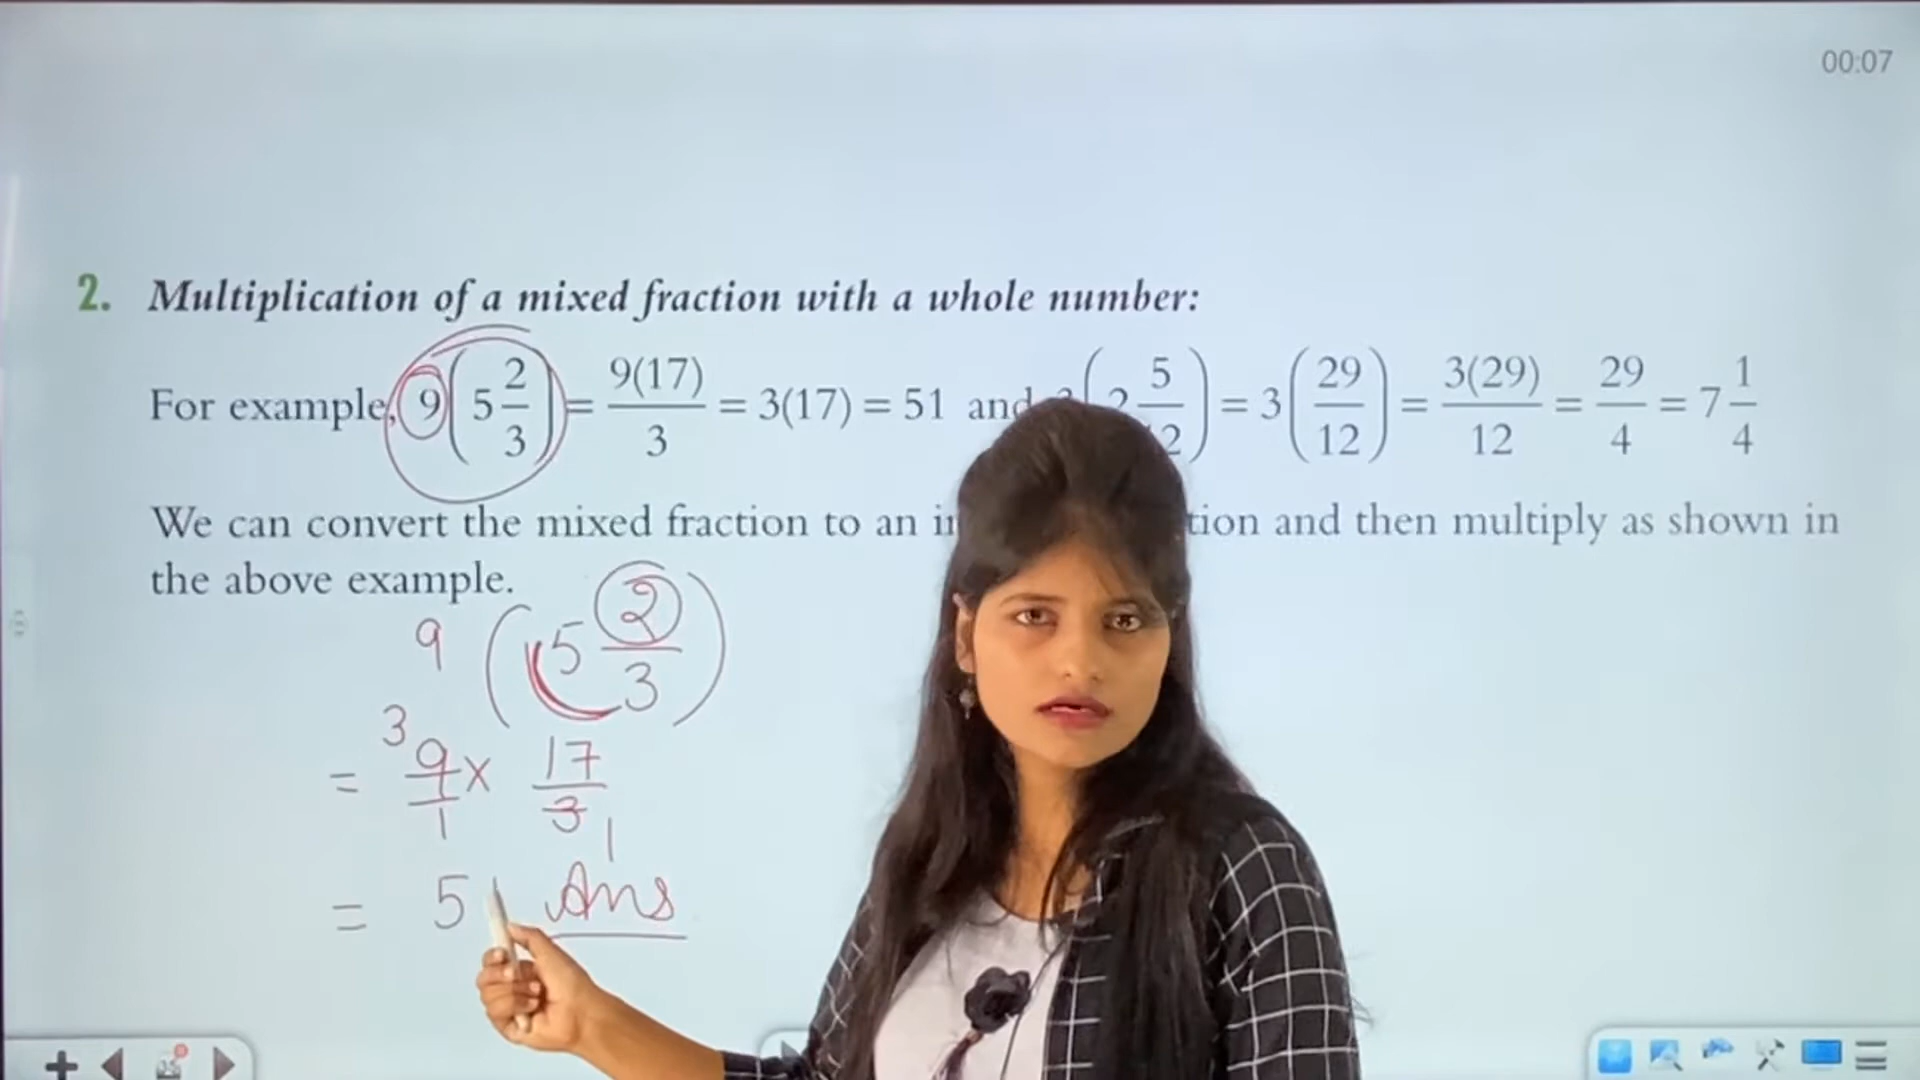 00:07
2. Multiplication of a mixed fraction with a whole number:
For example, 9(5 2/3) = 9(17)/3 = 3(17) = 51 and (2 5/12) = 3(29/12) = 3(29)/12 = 29/4 = 7 1/4
We can convert the mixed fraction to an and then multiply as shown in
the above example.
9 (5 2/3)
= 3 9/1 × 17/3 1
= 51 Ans